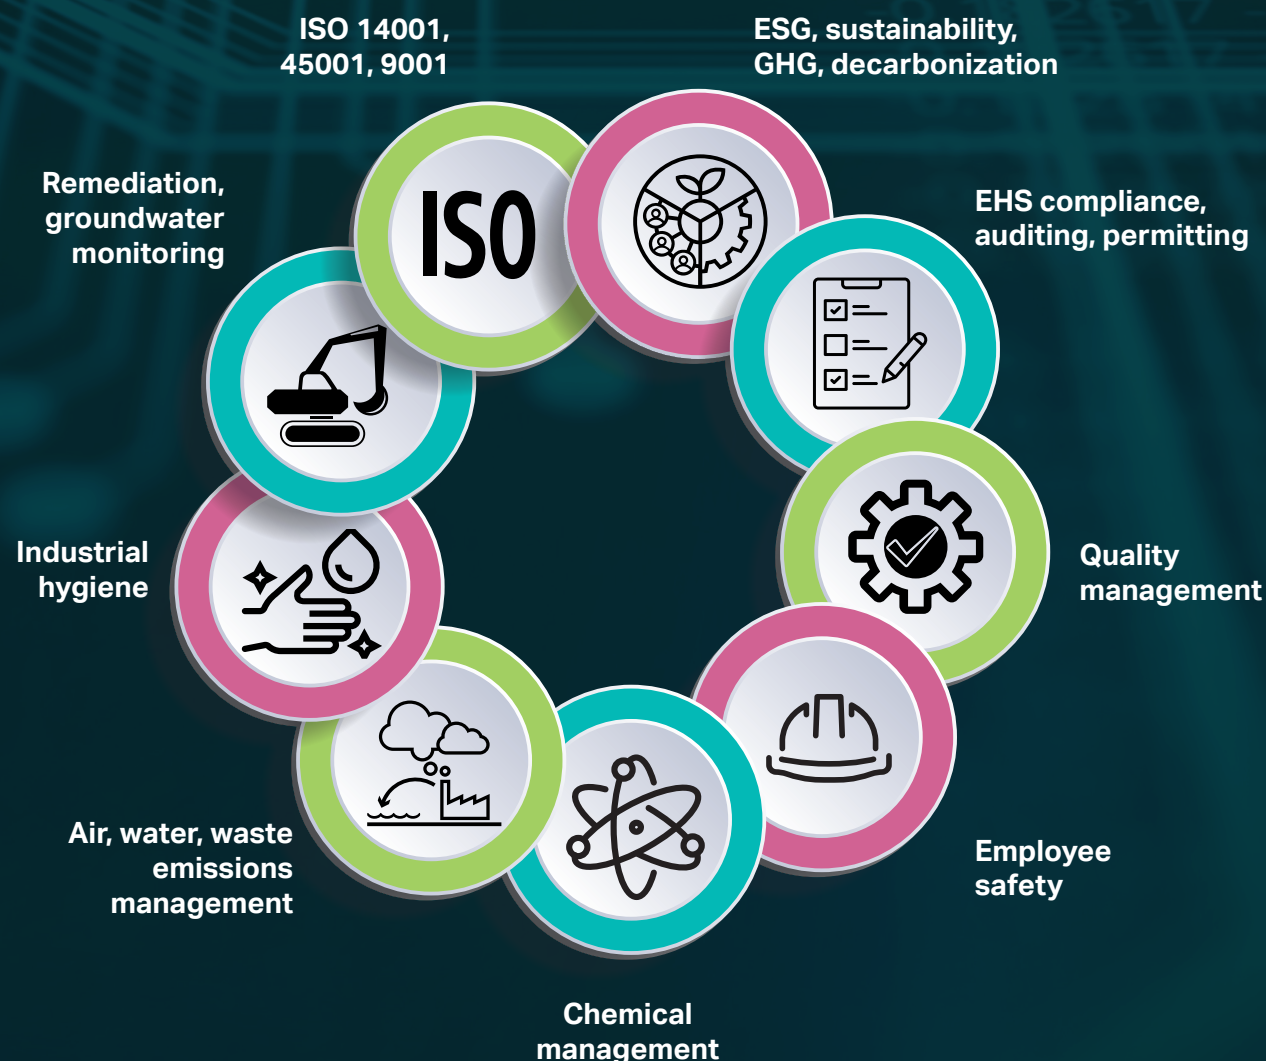 ISO 14001,
45001, 9001
ESG, sustainability,
GHG, decarbonization
Remediation,
groundwater
monitoring
EHS compliance,
auditing, permitting
ISO
Industrial
hygiene
Quality
management
Air, water, waste
emissions
management
Employee
safety
Chemical
management